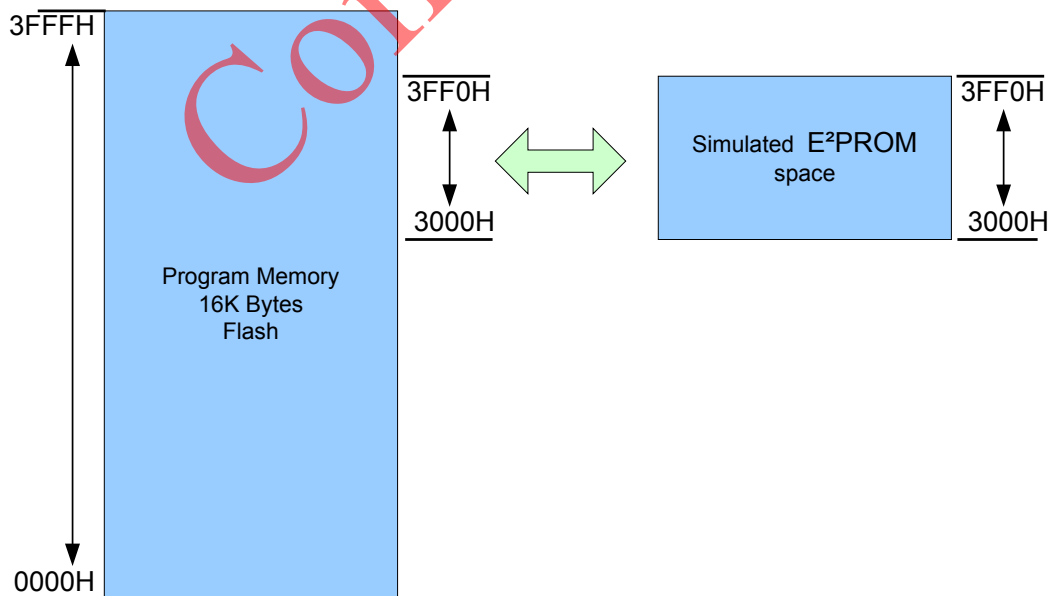 3FFFH
3FF0H
3000H
Program Memory
16K Bytes
Flash
0000H
Simulated E²PROM
space
3FF0H
3000H